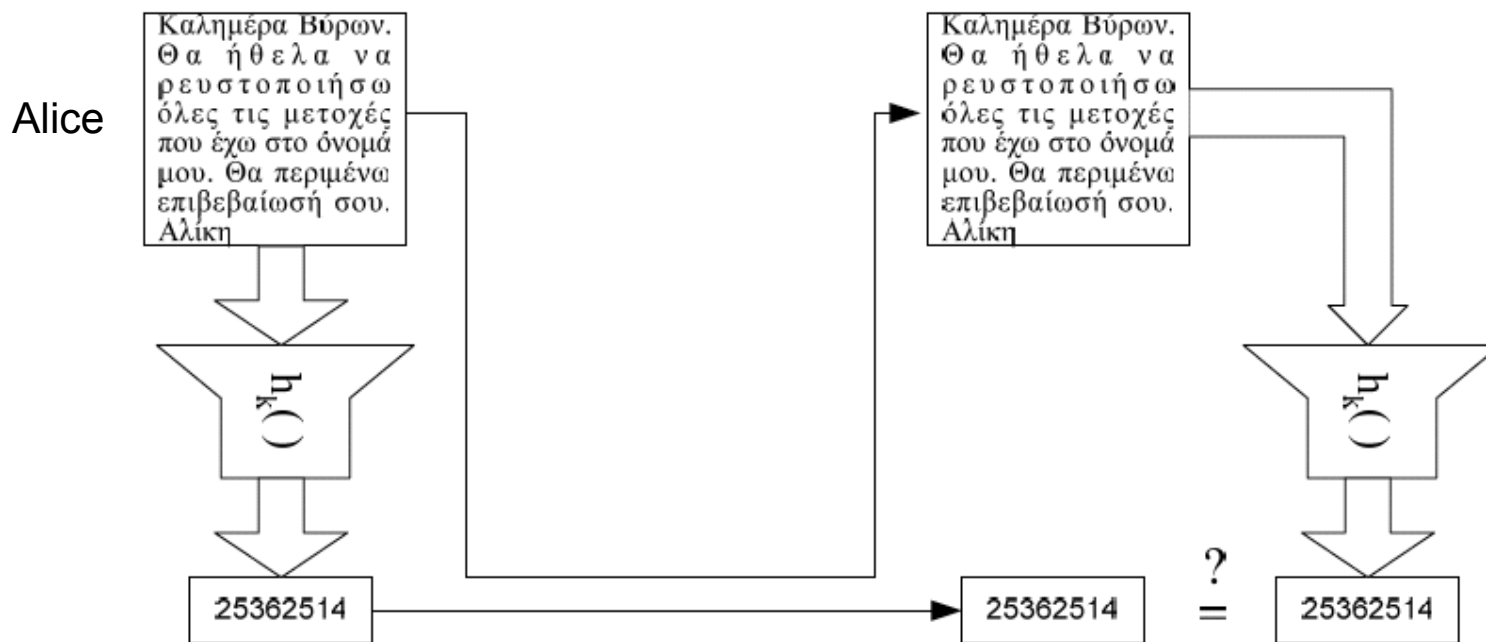 Alice
Καλημέρα Βύρων.
Θα ήθελα να
ρευστοποιήσω
όλες τις μετοχές
που έχω στο όνομά
μου. Θα περιμένω
επιβεβαίωσή σου.
Αλίκη
Καλημέρα Βύρων.
Θα ήθελα να
ρευστοποιήσω
όλες τις μετοχές
που έχω στο όνομά
μου. Θα περιμένω
επιβεβαίωσή σου.
Αλίκη
hk()
hk()
25362514
25362514
?
=
25362514